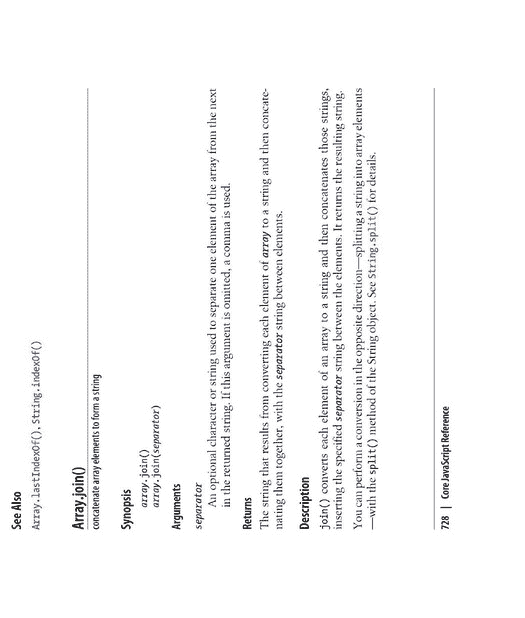 See Also
Array.lastIndexOf(), String.indexOf()
Array.join()
concatenate array elements to form a string
Synopsis
array.join()
array.join(separator)
Arguments
separator
An optional character or string used to separate one element of the array from the next
in the returned string. If this argument is omitted, a comma is used.
Returns
The string that results from converting each element of array to a string and then concate-
nating them together, with the separator string between elements.
Description
join() converts each element of an array to a string and then concatenates those strings,
inserting the specified separator string between the elements. It returns the resulting string.
You can perform a conversion in the opposite direction—splitting a string into array elements
—with the split() method of the String object. See String.split() for details.
728 | Core JavaScript Reference